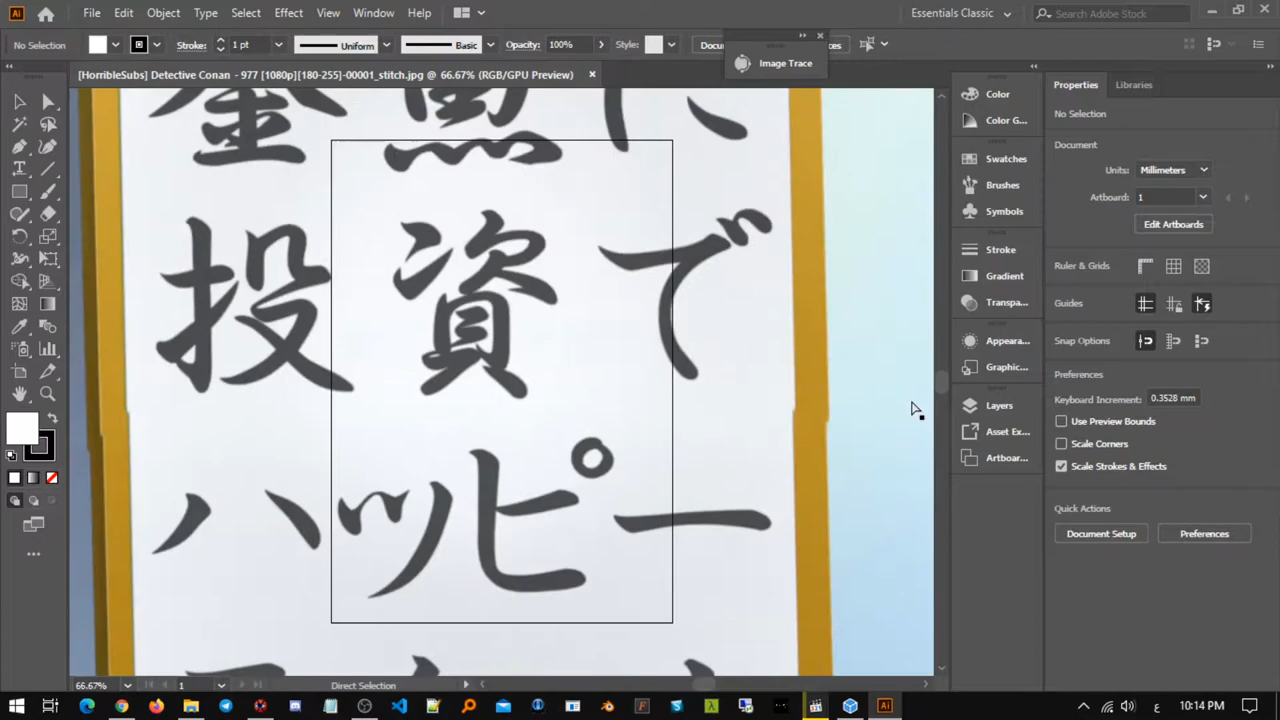 File Edit Object Type Select Effect View Window Help
Essentials Classic Search Adobe Stock
No Selection Stroke: 1 pt Uniform Basic Opacity: 100% Style:
[HorribleSubs] Detective Conan - 977 [1080p][180-255]-00001_stitch.jpg @ 66.67% (RGB/GPU Preview)
Image Trace
投資で
ハッピー
Color
Color G...
Swatches
Brushes
Symbols
Stroke
Gradient
Transpa...
Appeara...
Graphic...
Layers
Asset Ex...
Artboar...
Properties Libraries
No Selection
Document
Units: Millimeters
Artboard: 1
Edit Artboards
Ruler & Grids
Guides
Snap Options
Preferences
Keyboard Increment: 0.3528 mm
Use Preview Bounds
Scale Corners
Scale Strokes & Effects
Quick Actions
Document Setup Preferences
66.67% 1 Direct Selection
10:14 PM